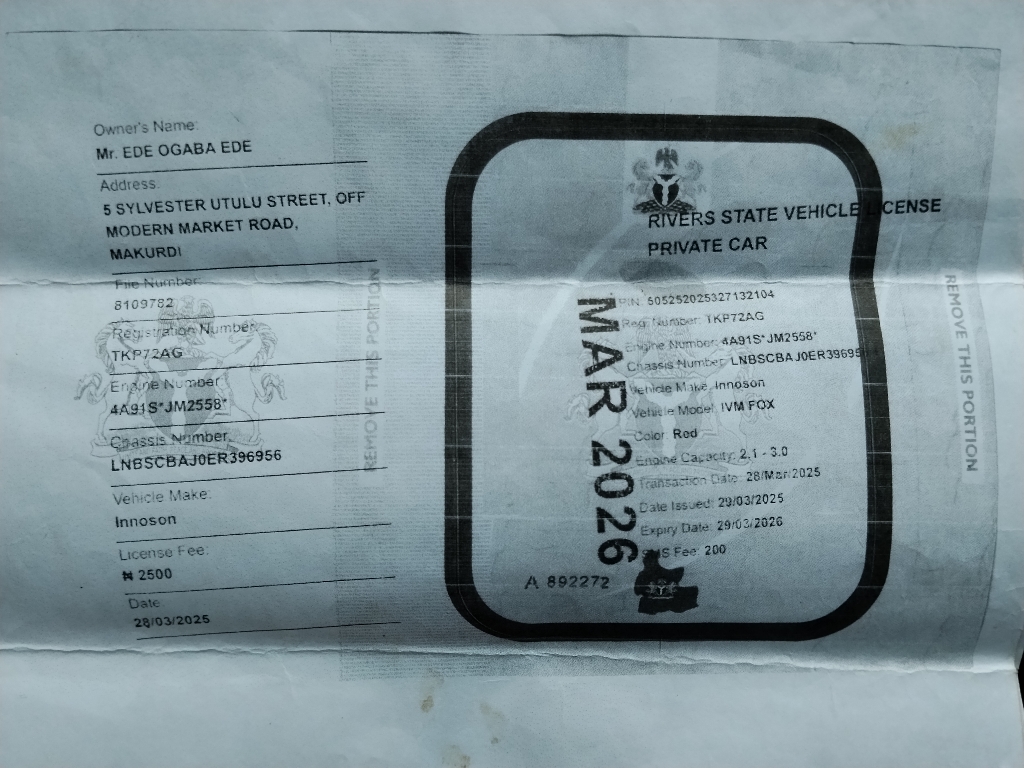 Owner's Name:
Mr. EDE OGABA EDE
Address:
5 SYLVESTER UTULU STREET, OFF
MODERN MARKET ROAD,
MAKURDI
File Number:
8109782
Registration Number:
TKP72AG
Engine Number:
4A91S*JM2558*
Chassis Number:
LNBSCBAJ0ER396956
Vehicle Make:
Innoson
License Fee:
₦ 2500
Date
28/03/2025
REMOVE THIS PORTION
RIVERS STATE VEHICLE LICENSE
PRIVATE CAR
PIN: 505252025327132104
Reg. Number: TKP72AG
Engine Number: 4A91S*JM2558*
Chassis Number: LNBSCBAJ0ER39695
Vehicle Make: Innoson
Vehicle Model: IVM FOX
Color: Red
Engine Capacity: 2.1 - 3.0
Transaction Date: 28/Mar/2025
Date Issued: 29/03/2025
Expiry Date: 29/03/2026
SMS Fee: 200
MAR 2026
A 892272
REMOVE THIS PORTION